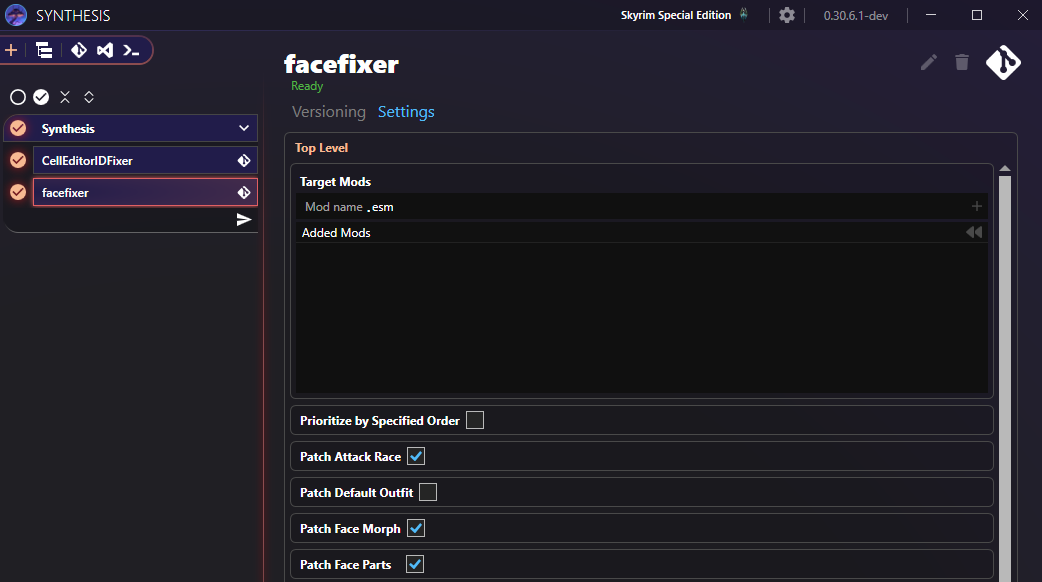 SYNTHESIS
Skyrim Special Edition
0.30.6.1-dev
facefixer
Ready
Versioning Settings
Synthesis
CellEditorIDFixer
facefixer
Top Level
Target Mods
Mod name .esm
Added Mods
Prioritize by Specified Order
Patch Attack Race
Patch Default Outfit
Patch Face Morph
Patch Face Parts